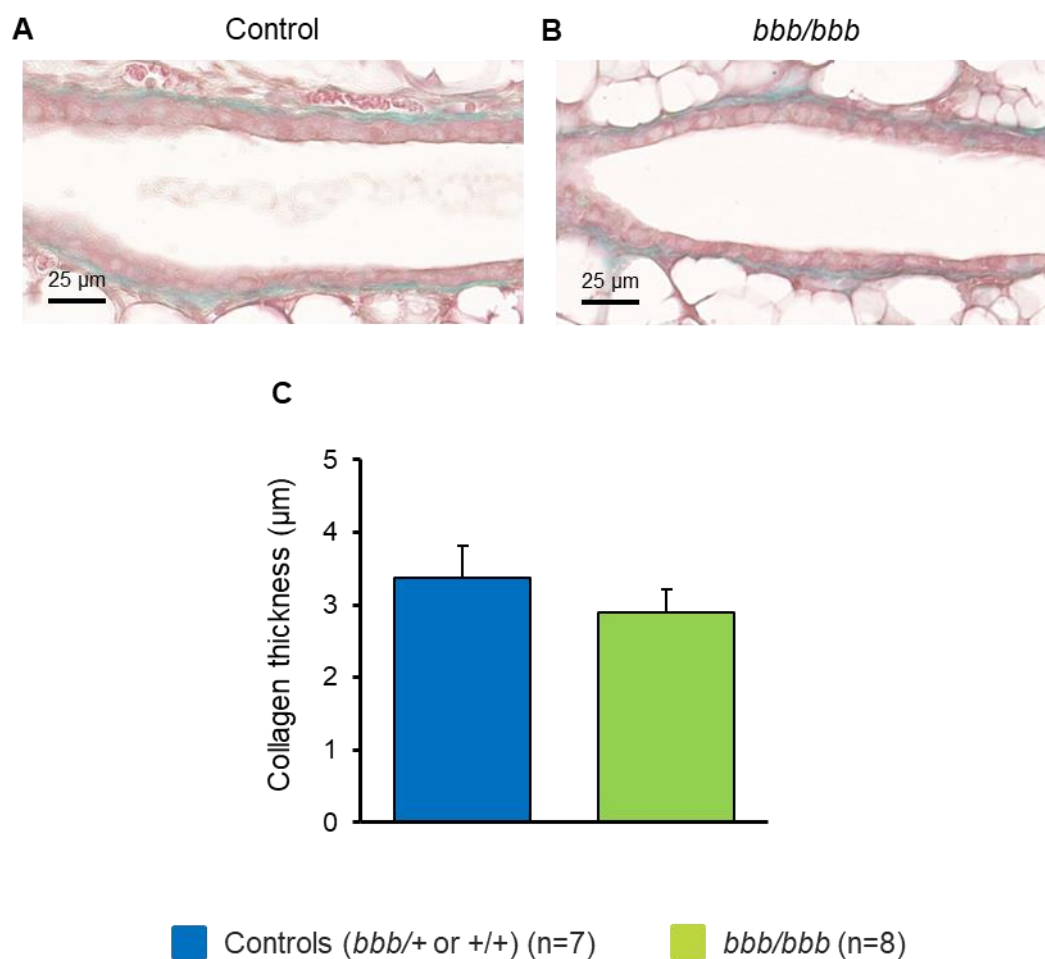 A Control
B bbb/bbb
25 µm
25 µm
C
Collagen thickness (µm)
5
4
3
2
1
0
Controls (bbb/+ or +/+) (n=7)
bbb/bbb (n=8)